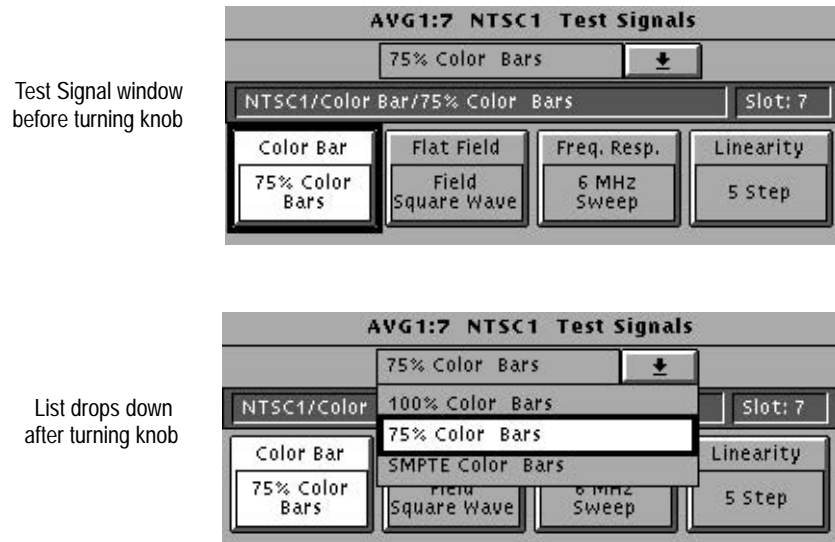 AVG1:7 NTSC1 Test Signals
75% Color Bars
Test Signal window
before turning knob
NTSC1/Color Bar/75% Color Bars
Slot: 7
Color Bar
Flat Field
Freq. Resp.
Linearity
75% Color
Bars
Field
Square Wave
6 MHz
Sweep
5 Step
AVG1:7 NTSC1 Test Signals
75% Color Bars
List drops down
after turning knob
NTSC1/Color
100% Color Bars
75% Color Bars
SMPTE Color Bars
Slot: 7
Color Bar
Linearity
75% Color
Bars
Field
Square Wave
6 MHz
Sweep
5 Step